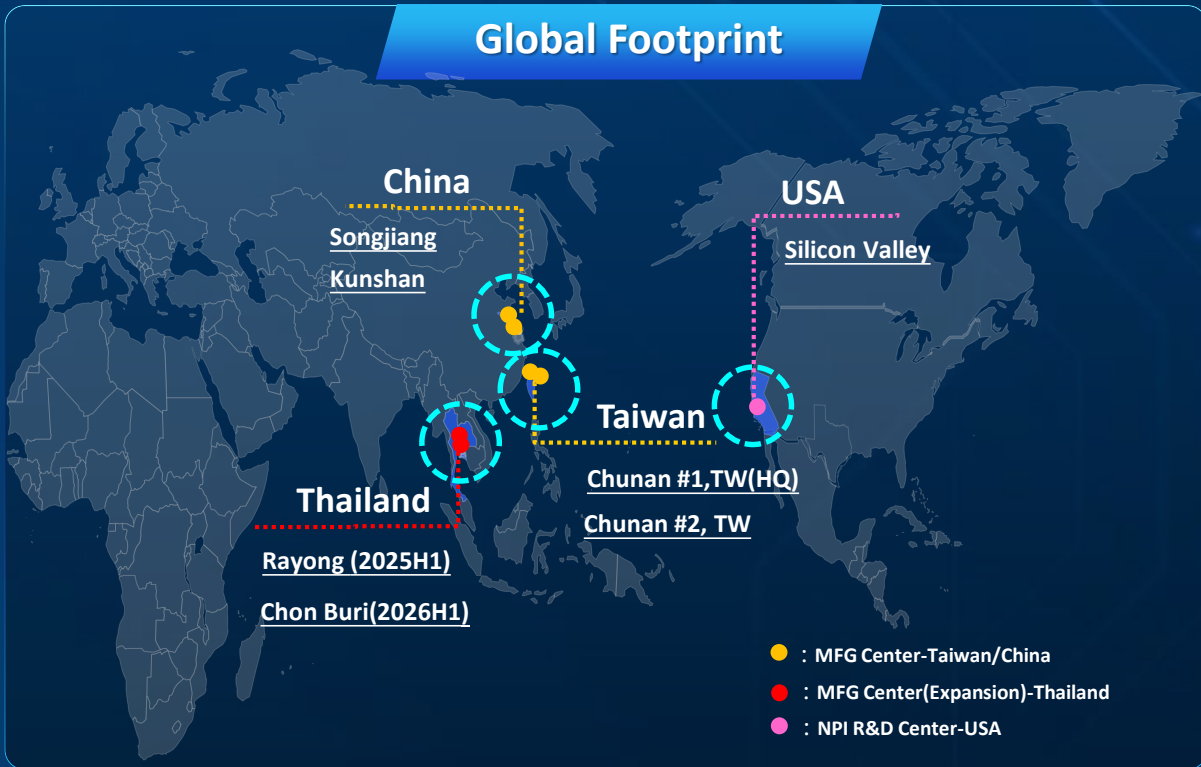 Global Footprint
China
Songjiang
Kunshan
USA
Silicon Valley
Taiwan
Chunan #1,TW(HQ)
Chunan #2, TW
Thailand
Rayong (2025H1)
Chon Buri(2026H1)
: MFG Center-Taiwan/China
: MFG Center(Expansion)-Thailand
: NPI R&D Center-USA